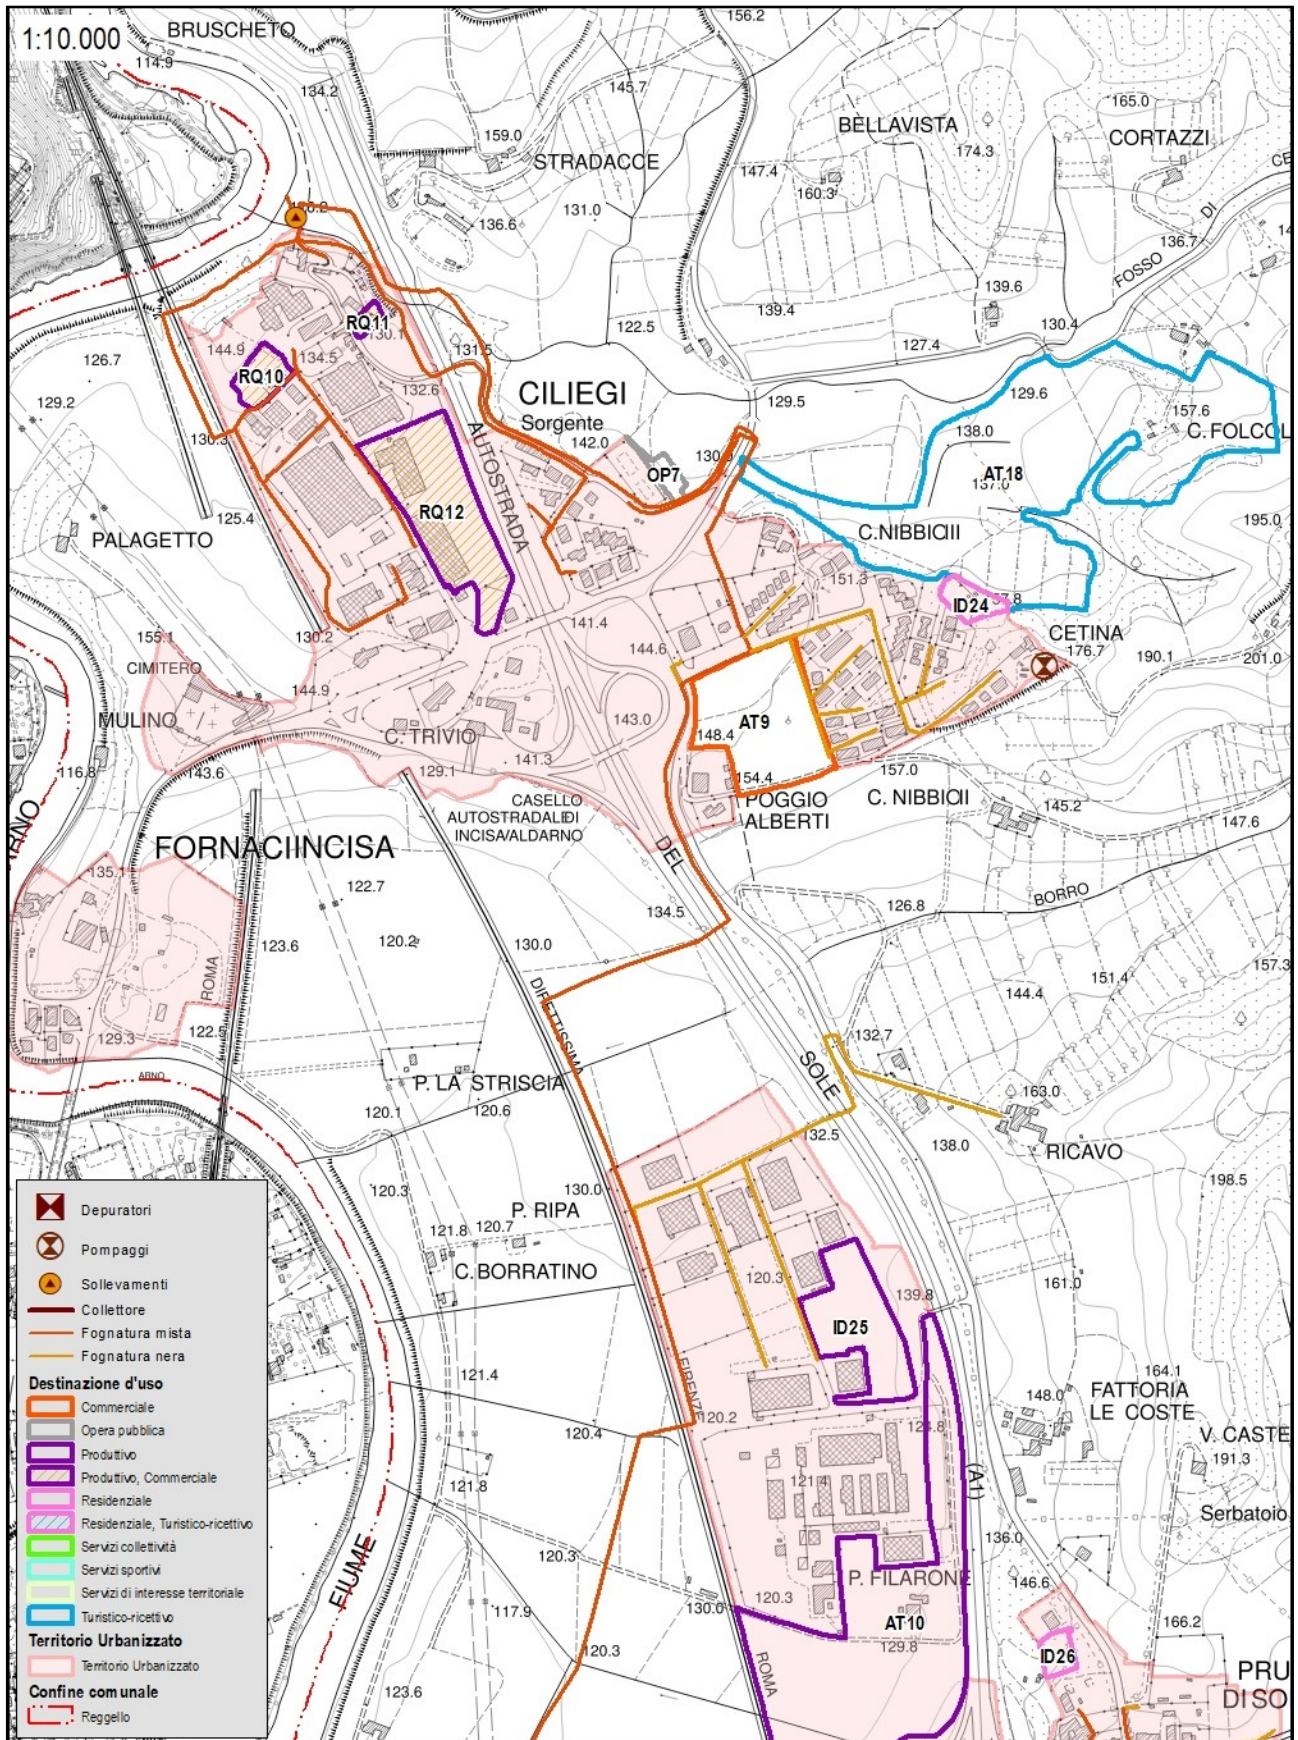 1:10.000
BRUSCHETO
156.2
114.9
134.2
145.7
165.0
BELLAVISTA
CORTAZZI
159.0
STRADACCE
174.3
147.4
160.3
131.0
136.6
DI
136.7
FOSSO
139.6
139.4
122.5
130.4
RQ11
130.1
131.5
127.4
144.9
134.5
126.7
RQ10
132.6
CILIEGI
129.5
129.6
157.6
129.2
Sorgente
AUTOSTRADA
142.0
138.0
C. FOLCOL
130.3
OP7
AT18
137.0
RQ12
125.4
195.0
PALAGETTO
C.NIBBICIII
151.3
ID24
155.1
130.2
141.4
CETINA
176.7
144.6
190.1
201.0
CIMITERO
144.9
MULINO
143.0
AT9
C. TRIVIO
148.4
116.8
143.6
129.1
141.3
154.4
157.0
CASELLO
AUTOSTRADALEDI
INCISAVALDARNO
POGGIO
ALBERTI
C. NIBBIOII
145.2
147.6
FORNACIINCISA
DEL
135.1
122.7
BORRO
134.5
126.8
123.6
120.2
130.0
157.3
151.4
ROMA
144.4
DIRETTISSIMA
122.5
132.7
129.3
SOLE
ARNO
P. LA STRISCIA
163.0
120.1
120.6
132.5
138.0
RICAVO
Depuratori
120.3
130.0
198.5
P. RIPA
121.8
120.7
Pompaggi
C.BORRATINO
120.3
161.0
Sollevamenti
139.8
Collettore
ID25
Fognatura mista
Fognatura nera
FIRENZE
121.4
164.1
Destinazione d'uso
FATTORIA
LE COSTE
Commerciale
148.0
120.2
124.8
Opera pubblica
120.4
V. CASTE
191.3
Produttivo
(A1)
121.4
Produttivo, Commerciale
121.8
Residenziale
Serbatoio
Residenziale, Turistico-ricettivo
136.0
Servizi collettività
FIUME
120.3
Servizi sportivi
P. FILARONE
146.6
Servizi di interesse territoriale
120.3
117.9
130.0
Turistico-ricettivo
AT10
166.2
Territorio Urbanizzato
129.8
120.3
ID26
Territorio Urbanizzato
ROMA
PRU
DI SO
Confine comunale
123.6
Reggello